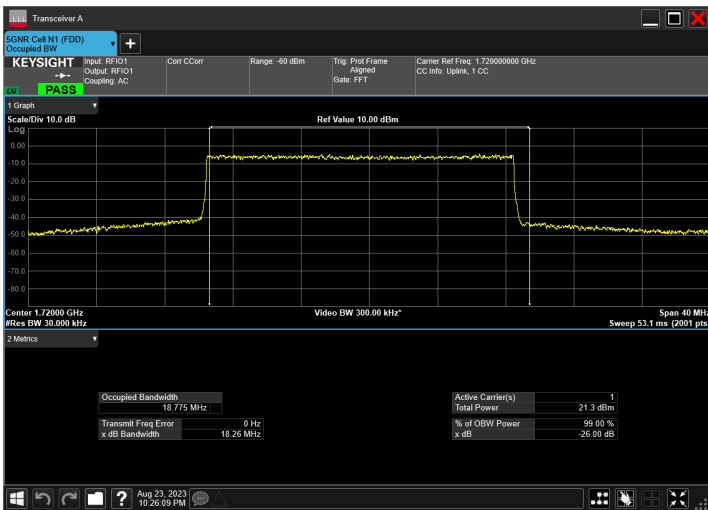 Transceiver A
5GNR Cell N1 (FDD)
Occupied BW
KEYSIGHT
Input: RFIO1
Output: RFIO1
Coupling: AC
Corr CCorr
Range: -60 dBm
Trig: Prot Frame
Aligned
Gate: FFT
Carrier Ref Freq: 1.720000000 GHz
CC Info: Uplink, 1 CC
PASS
1 Graph
Scale/Div 10.0 dB
Ref Value 10.00 dBm
Log
0.00
-10.0
-20.0
-30.0
-40.0
-50.0
-60.0
-70.0
-80.0
Center 1.72000 GHz
Video BW 300.00 kHz*
Span 40 MHz
#Res BW 30.000 kHz
Sweep 53.1 ms (2001 pts
2 Metrics
Occupied Bandwidth
18.775 MHz
Transmit Freq Error 0 Hz
x dB Bandwidth 18.26 MHz
Active Carrier(s) 1
Total Power 21.3 dBm
% of OBW Power 99.00 %
x dB -26.00 dB
Aug 23, 2023
10:26:09 PM